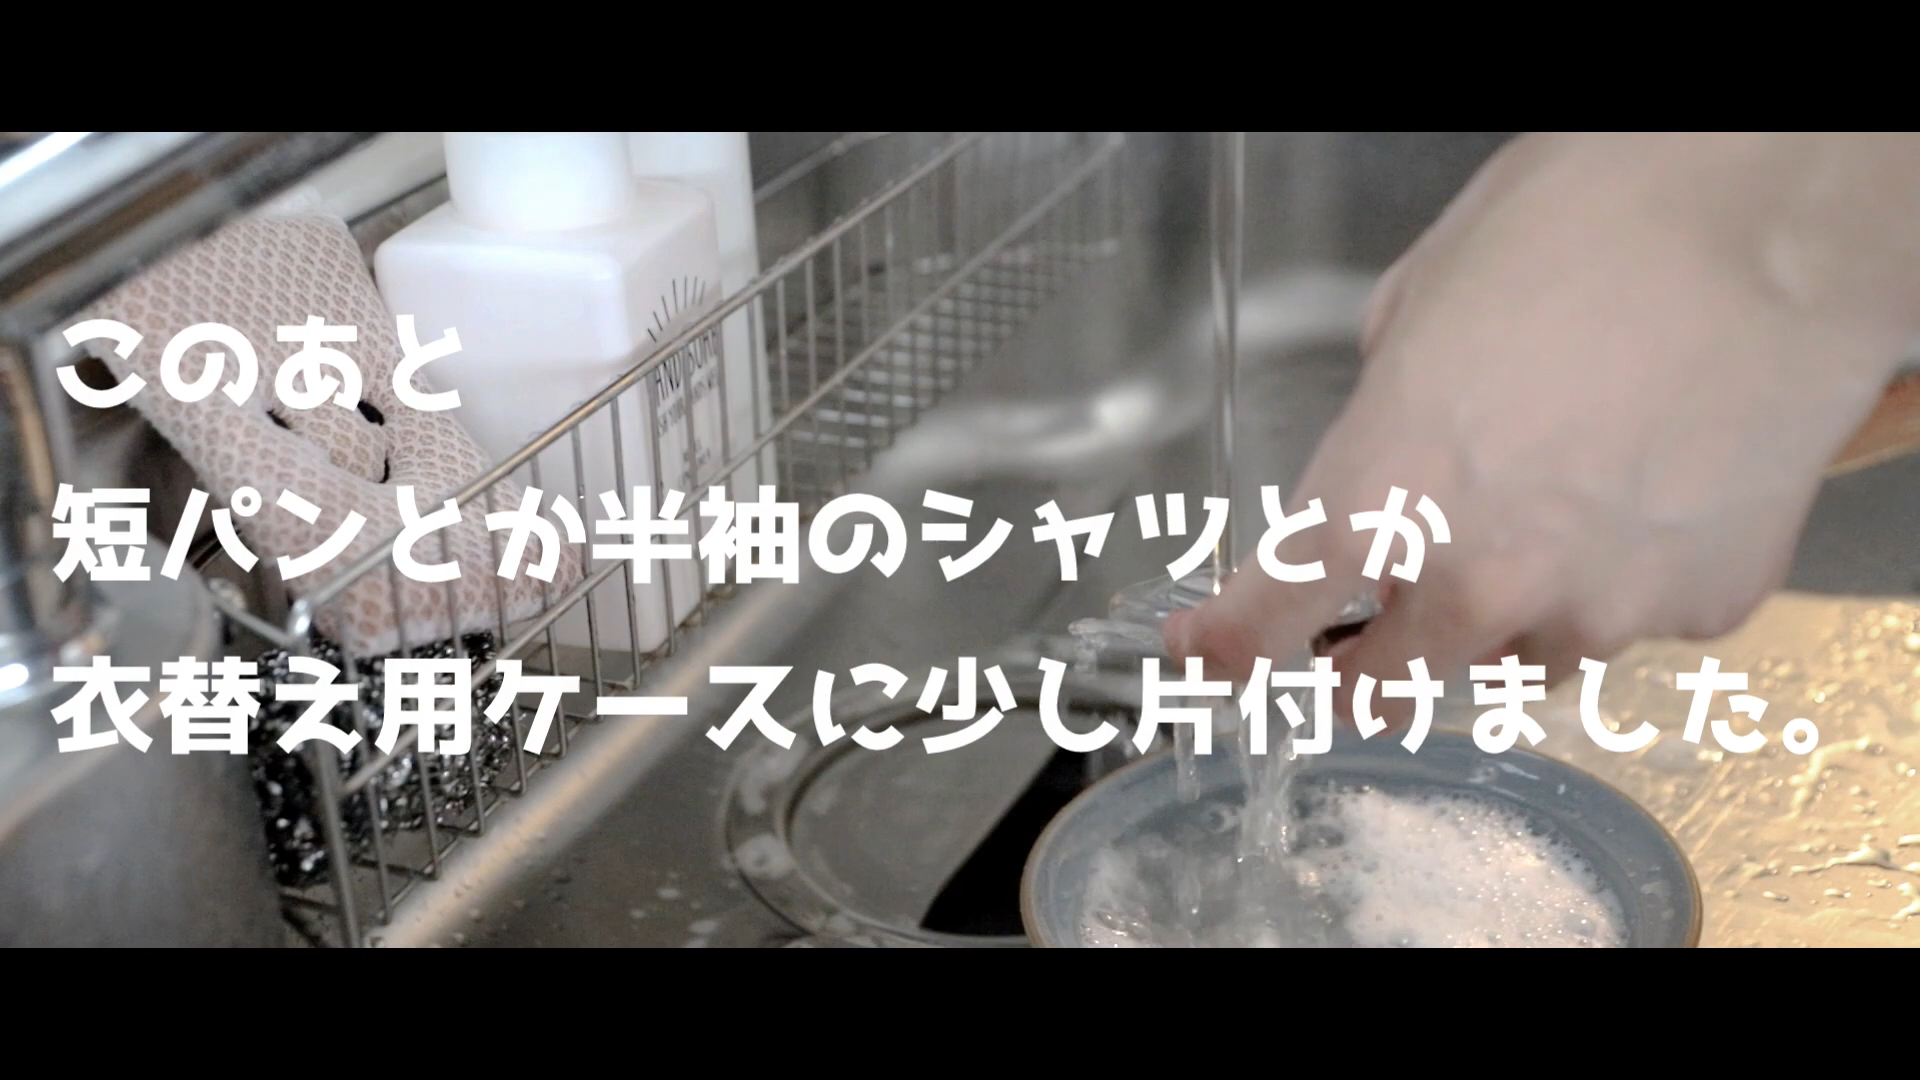 このあと
短パンとか半袖のシャツとか
衣替え用ケースに少し片付けました。